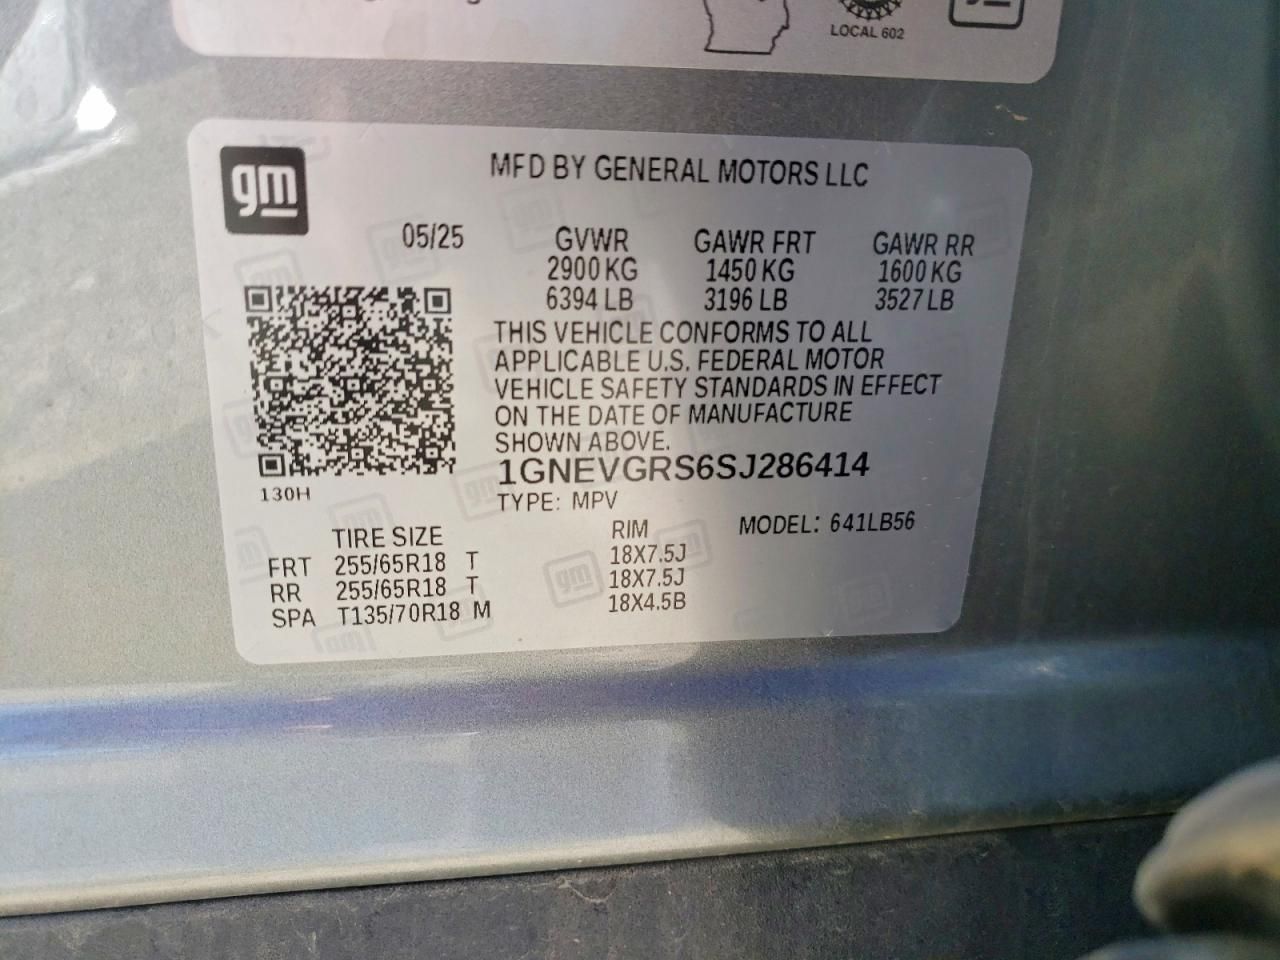 LOCAL 602
gm
MFD BY GENERAL MOTORS LLC
05/25 GVWR GAWR FRT GAWR RR
2900 KG 1450 KG 1600 KG
6394 LB 3196 LB 3527 LB
THIS VEHICLE CONFORMS TO ALL
APPLICABLE U.S. FEDERAL MOTOR
VEHICLE SAFETY STANDARDS IN EFFECT
ON THE DATE OF MANUFACTURE
SHOWN ABOVE.
1GNEVGRS6SJ286414
130H
TYPE: MPV
TIRE SIZE RIM MODEL: 641LB56
FRT 255/65R18 T 18X7.5J
RR 255/65R18 T 18X7.5J
SPA T135/70R18 M 18X4.5B